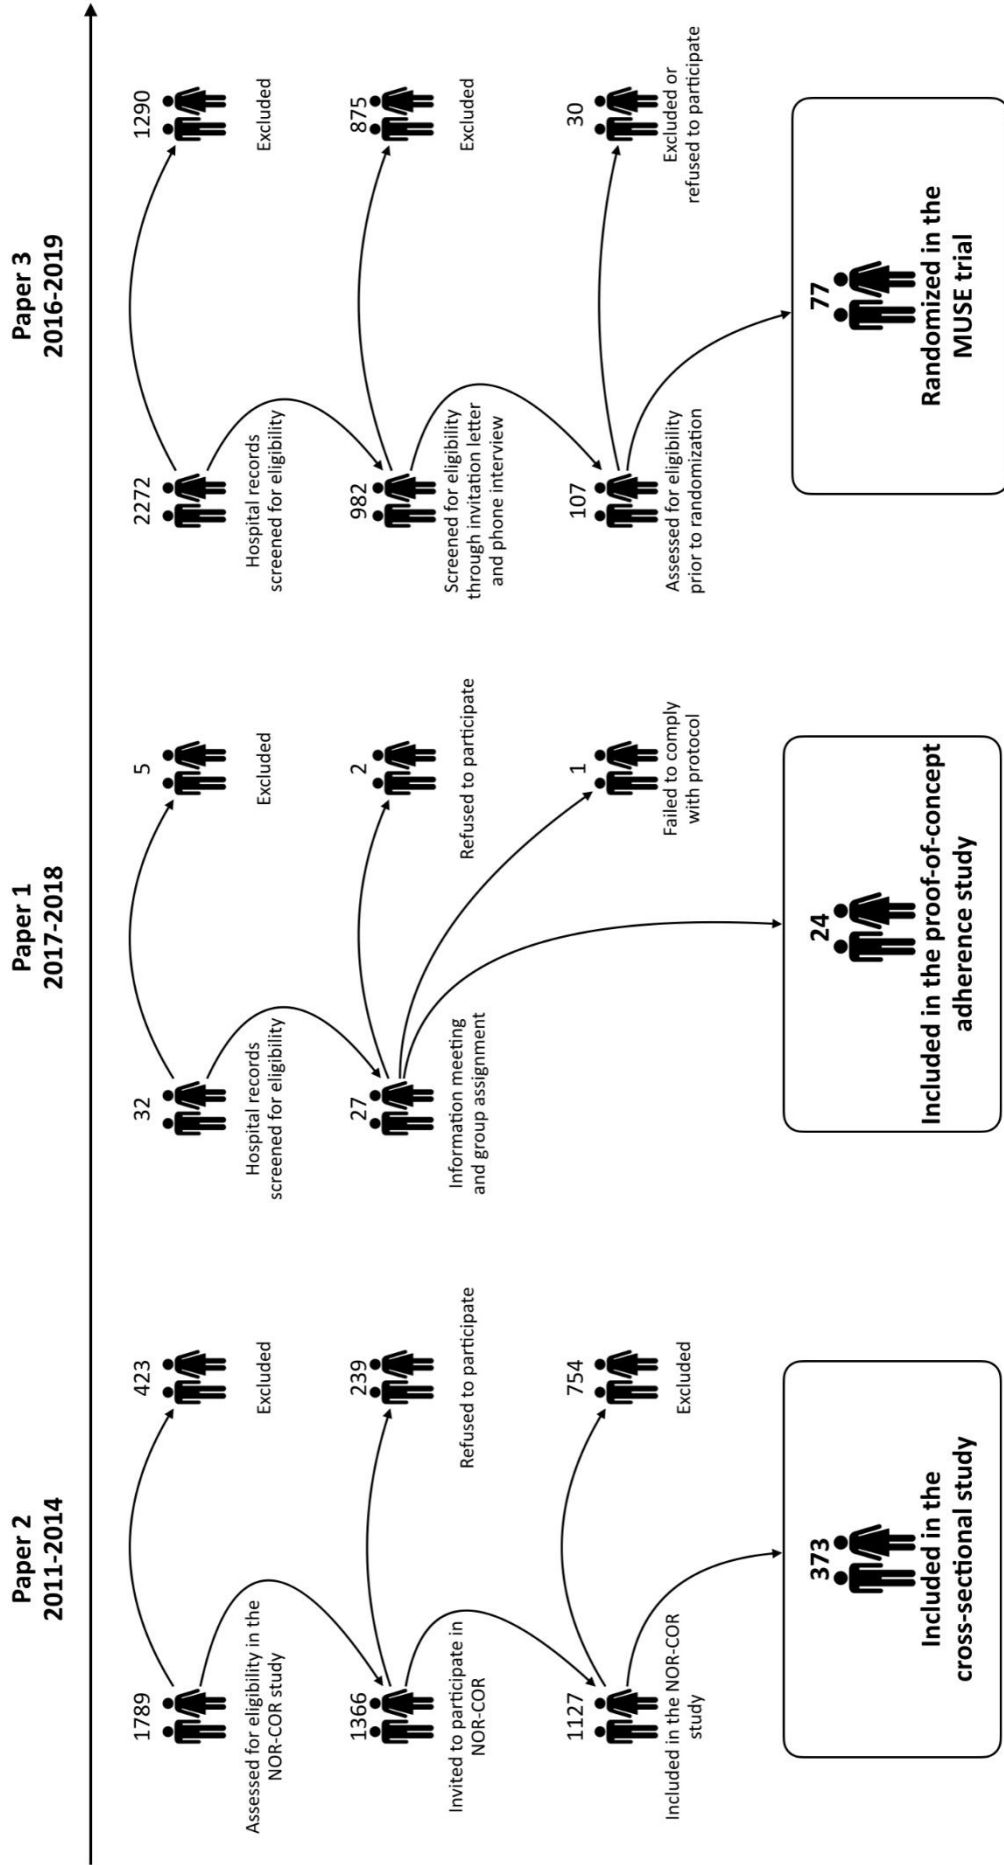 Paper 2
2011-2014
1789
Assessed for eligibility in the
NOR-COR study
423
Excluded
1366
Invited to participate in
NOR-COR
239
Refused to participate
1127
Included in the NOR-COR
study
754
Excluded
373
Included in the
cross-sectional study
Paper 1
2017-2018
32
Hospital records
screened for eligibility
5
Excluded
27
Information meeting
and group assignment
2
Refused to participate
1
Failed to comply
with protocol
24
Included in the proof-of-concept
adherence study
Paper 3
2016-2019
2272
Hospital records
screened for eligibility
1290
Excluded
982
Screened for eligibility
through invitation letter
and phone interview
875
Excluded
107
Assessed for eligibility
prior to randomization
30
Excluded or
refused to participate
77
Randomized in the
MUSE trial